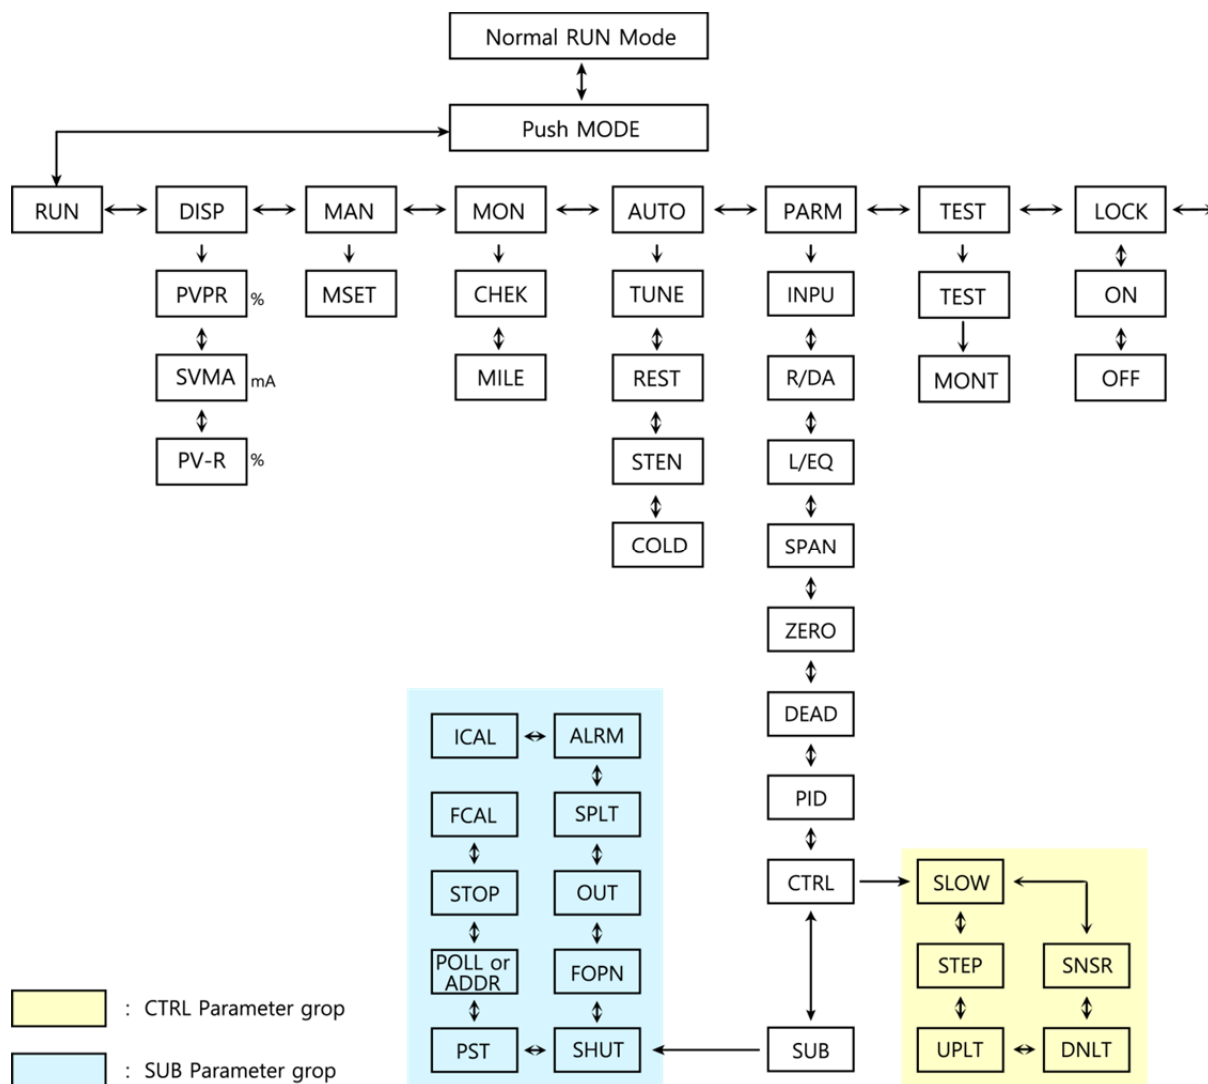 Normal RUN Mode
Push MODE
RUN DISP MAN MON AUTO PARM TEST LOCK
PVPR % MSET CHEK TUNE INPU TEST ON
SVMA mA MILE REST R/DA MONT OFF
PV-R % STEN L/EQ
COLD SPAN
ZERO
ICAL ALRM DEAD
FCAL SPLT PID
STOP OUT CTRL SLOW
POLL or
ADDR FOPN STEP SNSR
PST SHUT SUB UPLT DNLT
: CTRL Parameter grop
: SUB Parameter grop